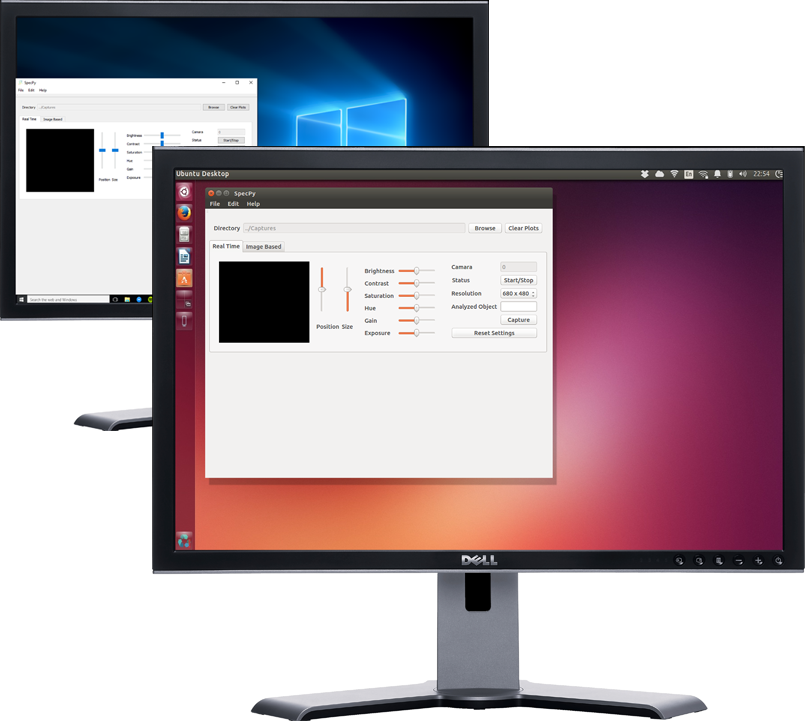 SpecPy
File Edit Help
Directory ../Captures Browse Clear Plots
Real Time Image Based
Brightness
Contrast
Saturation
Hue
Gain
Exposure
Position Size
Camara 0
Status Start/Stop
Search the web and Windows
Ubuntu Desktop En 22:54
SpecPy
File Edit Help
Directory ../Captures Browse Clear Plots
Real Time Image Based
Brightness
Contrast
Saturation
Hue
Gain
Exposure
Position Size
Camara 0
Status Start/Stop
Resolution 680 x 480
Analyzed Object
Capture
Reset Settings
DELL